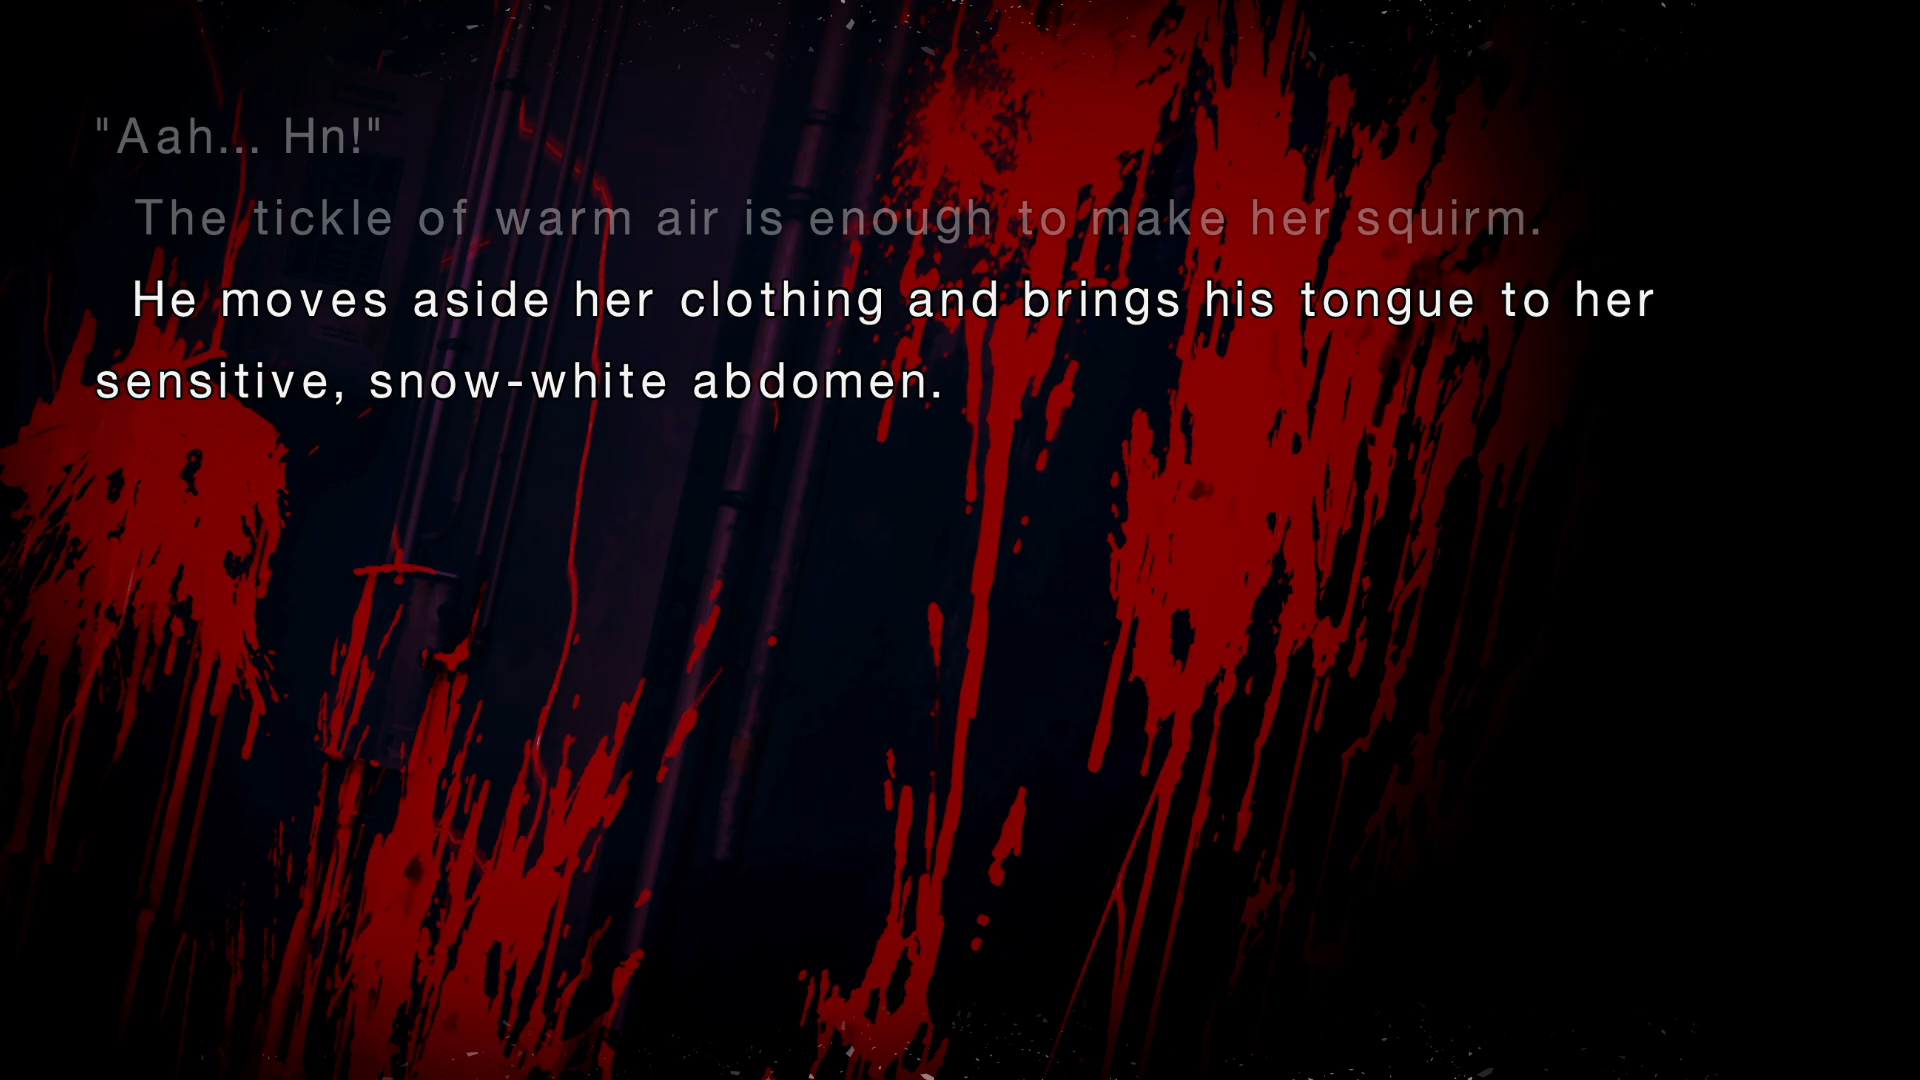 "Aah... Hn!"
The tickle of warm air is enough to make her squirm.
He moves aside her clothing and brings his tongue to her
sensitive, snow-white abdomen.